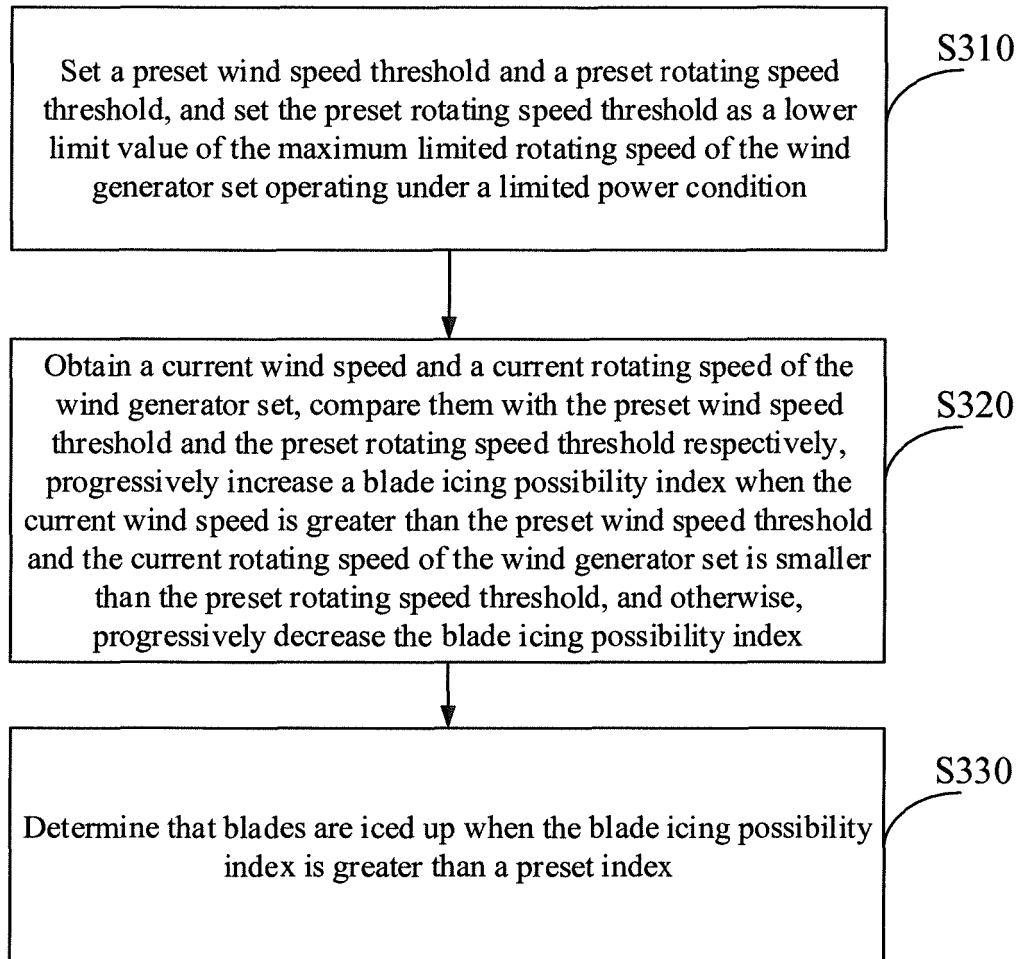 S310
Set a preset wind speed threshold and a preset rotating speed
threshold, and set the preset rotating speed threshold as a lower
limit value of the maximum limited rotating speed of the wind
generator set operating under a limited power condition
S320
Obtain a current wind speed and a current rotating speed of the
wind generator set, compare them with the preset wind speed
threshold and the preset rotating speed threshold respectively,
progressively increase a blade icing possibility index when the
current wind speed is greater than the preset wind speed threshold
and the current rotating speed of the wind generator set is smaller
than the preset rotating speed threshold, and otherwise,
progressively decrease the blade icing possibility index
S330
Determine that blades are iced up when the blade icing possibility
index is greater than a preset index